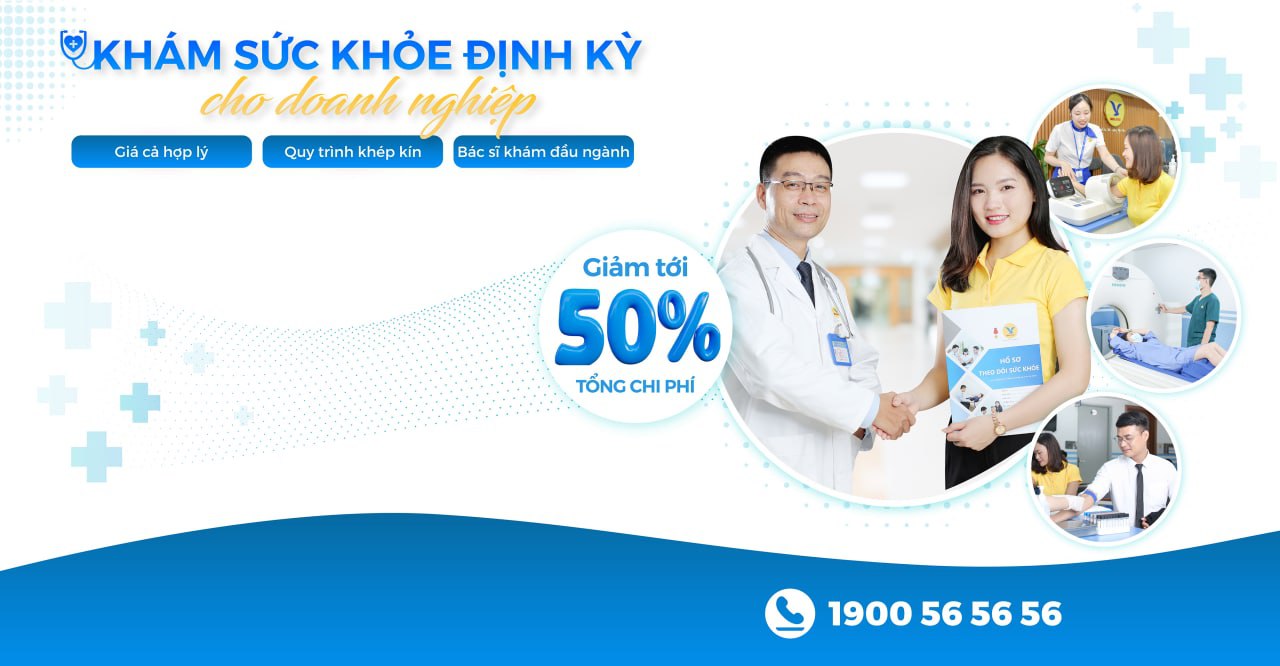 KHÁM SỨC KHỎE ĐỊNH KỲ
cho doanh nghiệp
Giá cả hợp lý
Quy trình khép kín
Bác sĩ khám đầu ngành
Giảm tới
50%
TỔNG CHI PHÍ
HỒ SƠ
THEO DÕI SỨC KHỎE
1900 56 56 56